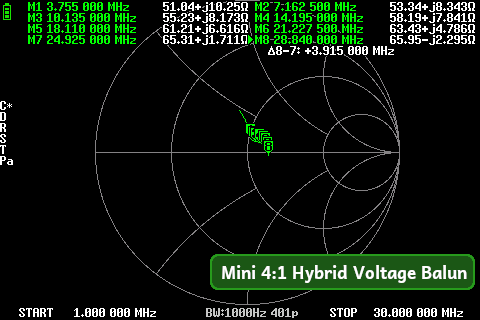 M1 3.755 000 MHz 51.04+j10.25Ω M2 7:162 500 MHz 53.34+j8.343Ω
M3 10.135 000 MHz 55:23+j8.173Ω M4 14.195 000 MHz 58.19+j7.841Ω
M5 18.110 000 MHz 61.21+j6.616Ω M6 21.227 500 MHz 63.43+j4.786Ω
M7 24.925 000 MHz 65.31+j1.711Ω M8-28:840 000 MHz 65.95-j2.295Ω
Δ8-7: +3.915 000 MHz
C*
D
R
S
T
Pa
Mini 4:1 Hybrid Voltage Balun
START 1.000 000 MHz BW:1000Hz 401p STOP 30.000 000 MHz